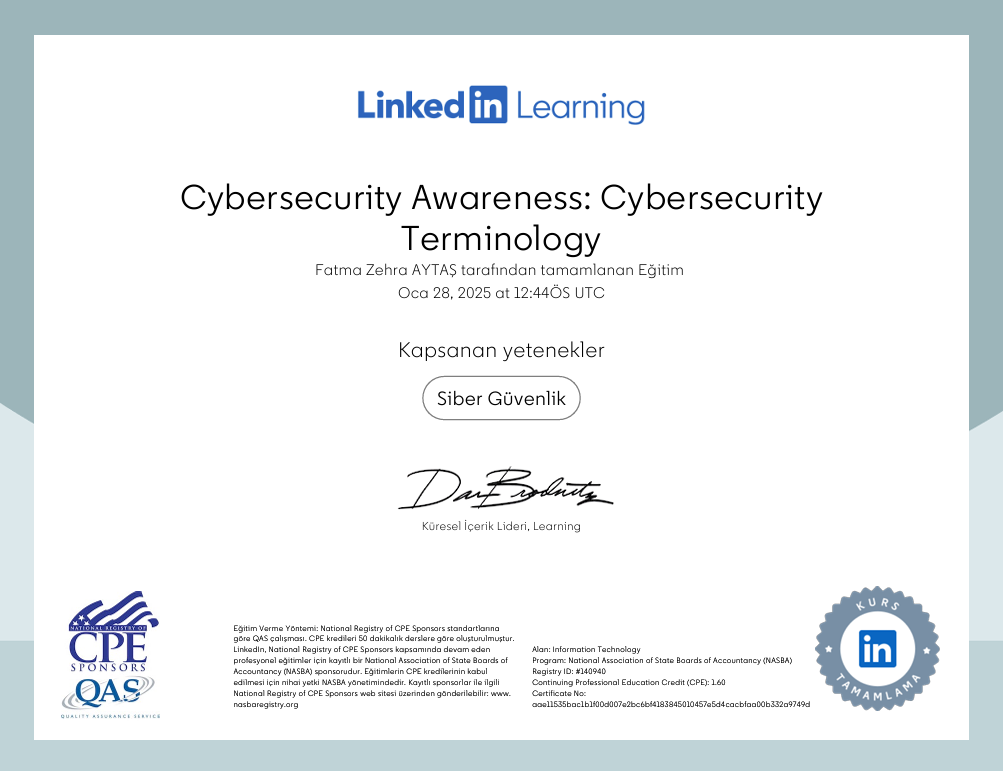 Linked in Learning
Cybersecurity Awareness: Cybersecurity
Terminology
Fatma Zehra AYTAŞ tarafından tamamlanan Eğitim
Oca 28, 2025 at 12:44ÖS UTC
Kapsanan yetenekler
Siber Güvenlik
Dan Brodnitz
Küresel İçerik Lideri, Learning
NATIONAL REGISTRY OF
CPE
SPONSORS
QAS
QUALITY ASSURANCE SERVICE
Eğitim Verme Yöntemi: National Registry of CPE Sponsors standartlarına
göre QAS çalışması. CPE kredileri 50 dakikalık derslere göre oluşturulmuştur.
LinkedIn, National Registry of CPE Sponsors kapsamında devam eden
profesyonel eğitimler için kayıtlı bir National Association of State Boards of
Accountancy (NASBA) sponsorudur. Eğitimlerin CPE kredilerinin kabul
edilmesi için nihai yetki NASBA yönetimindedir. Kayıtlı sponsorlar ile ilgili
National Registry of CPE Sponsors web sitesi üzerinden gönderilebilir: www.
nasbaregistry.org
Alan: Information Technology
Program: National Association of State Boards of Accountancy (NASBA)
Registry ID: #140940
Continuing Professional Education Credit (CPE): 1.60
Certificate No:
aae11535bac1b1f00d007e2bc6bf4183845010457e5d4cacbfaa00b332a9749d
KURS
in
TAMAMLAMA